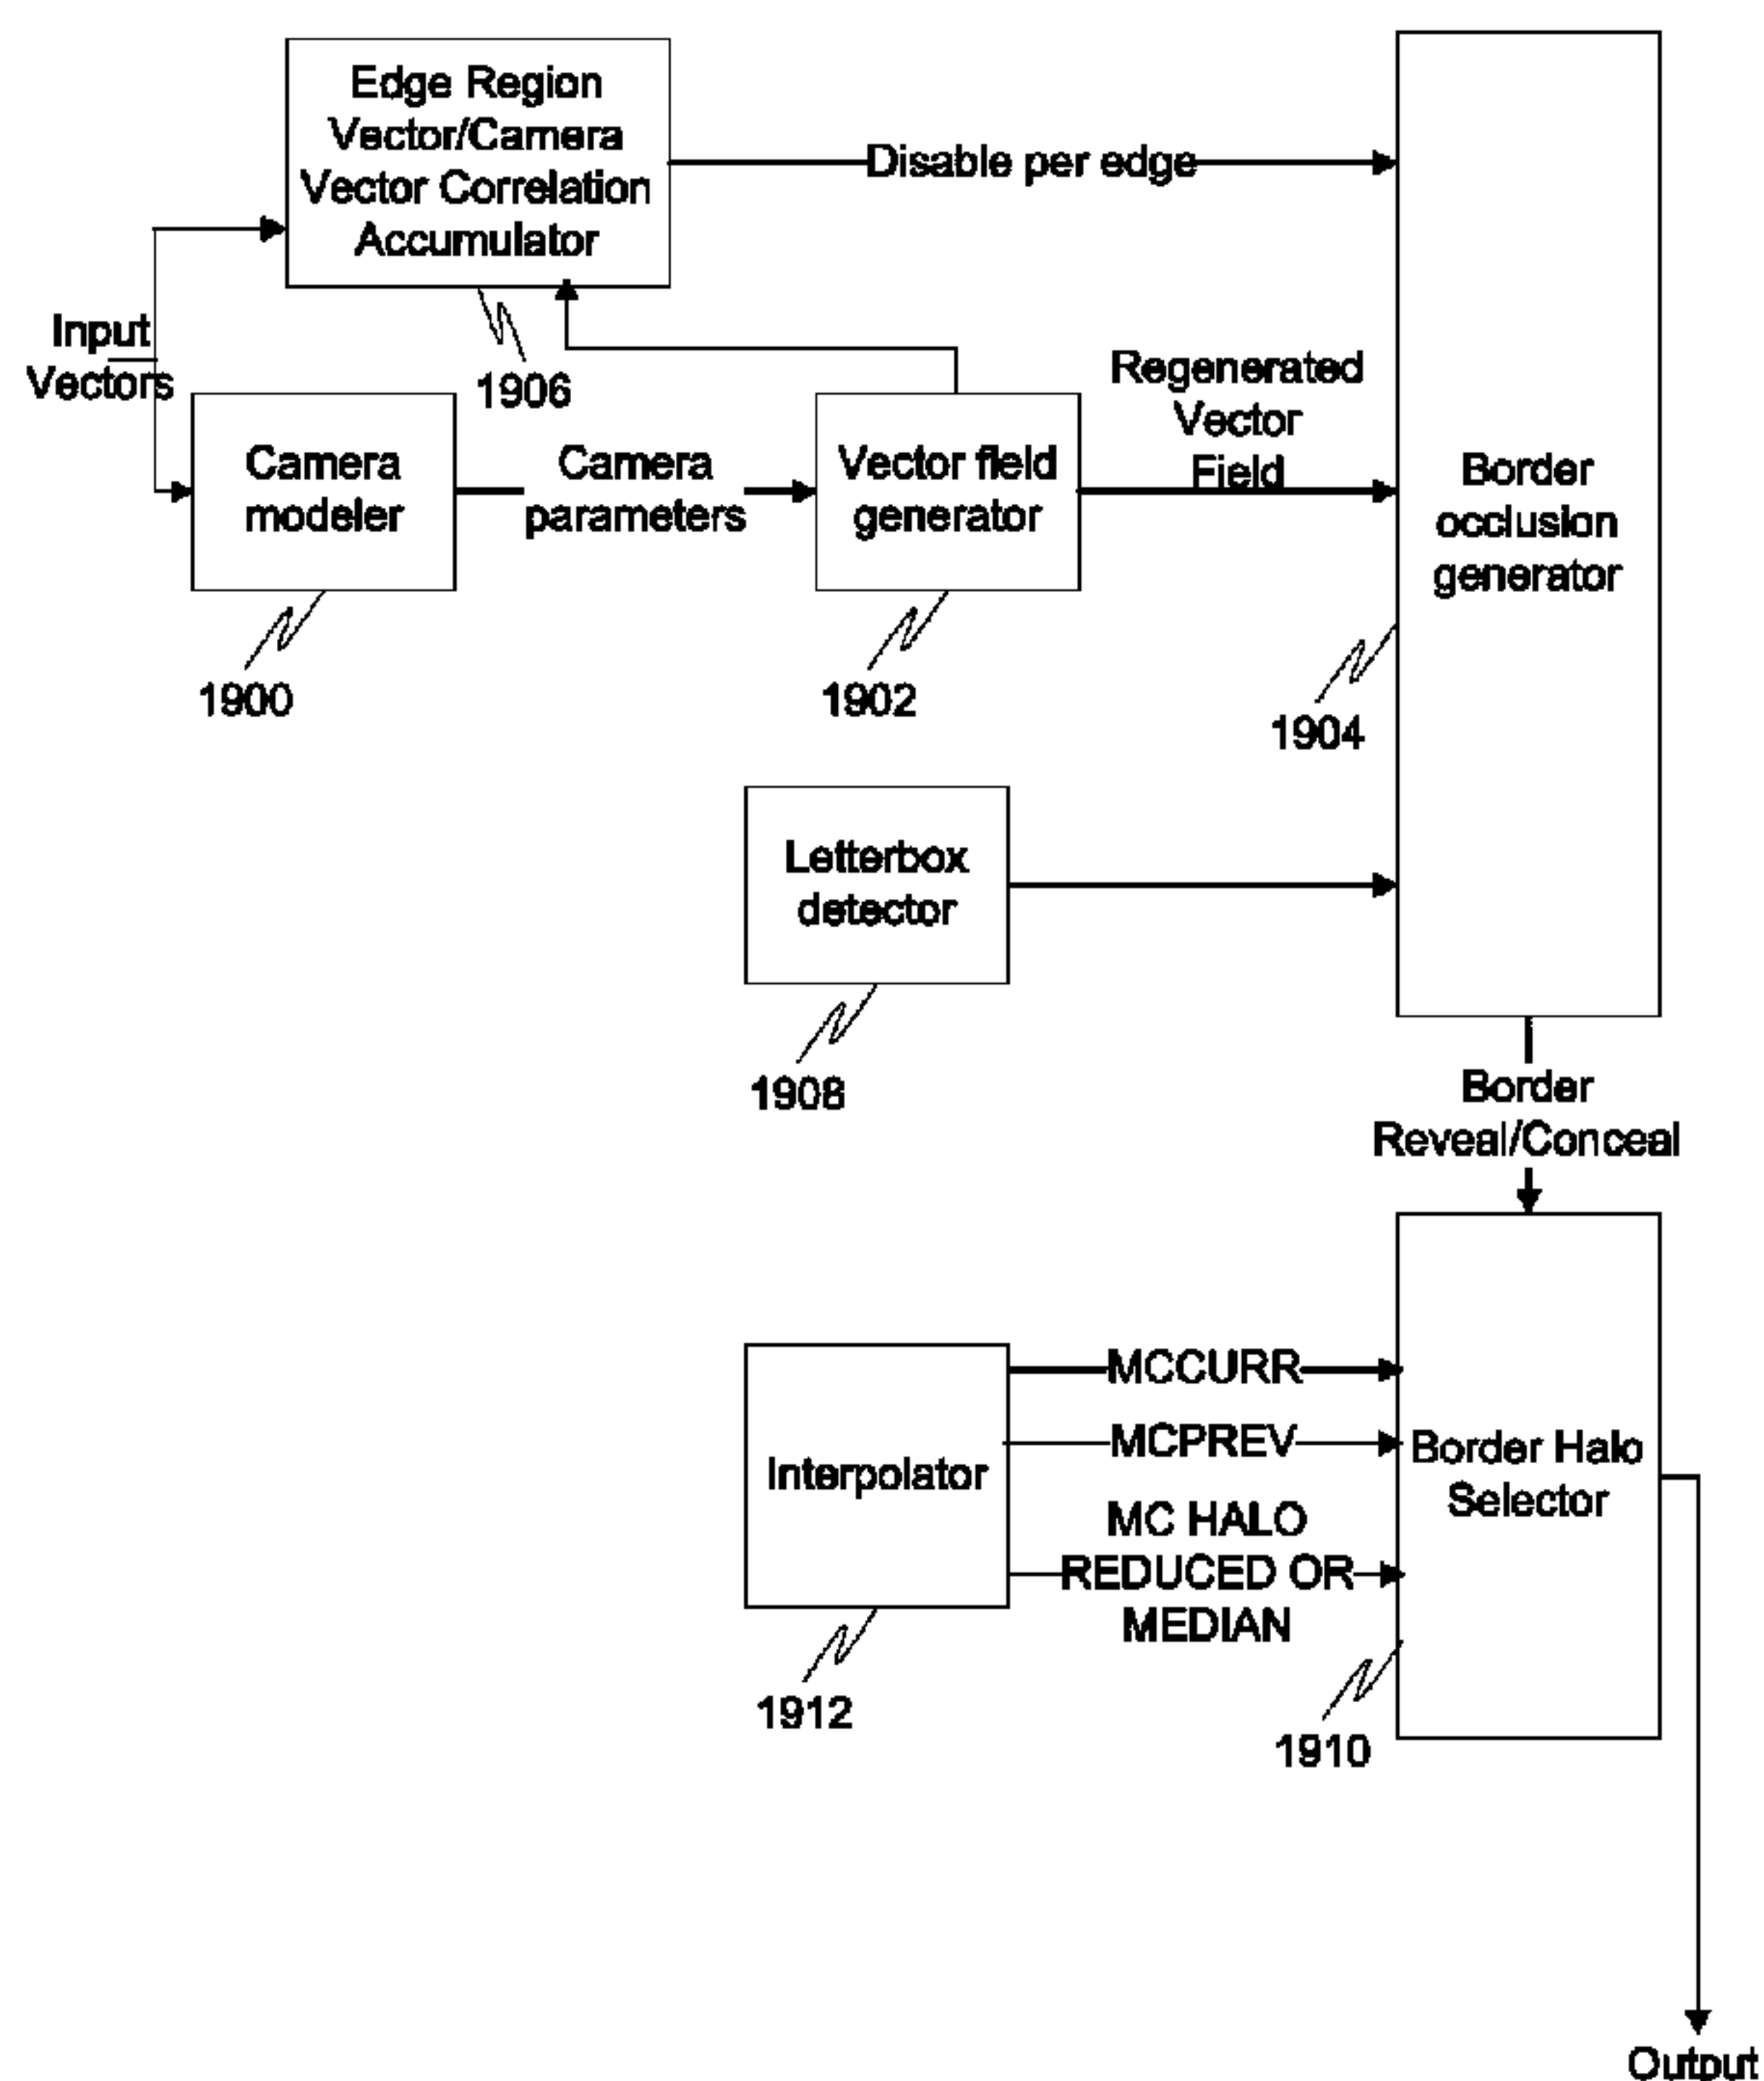 Edge Region
Vector/Camera
Vector Correlation
Accumulator
Disable per edge
Input
Vectors
1906
Regenerated
Vector
Field
Camera
modeler
Camera
parameters
Vector field
generator
Border
occlusion
generator
1900
1902
1904
Letterbox
detector
1908
Border
Reveal/Conceal
Interpolator
MCCURR
MCPREV
MC HALO
REDUCED OR
MEDIAN
Border Halo
Selector
1912
1910
Output